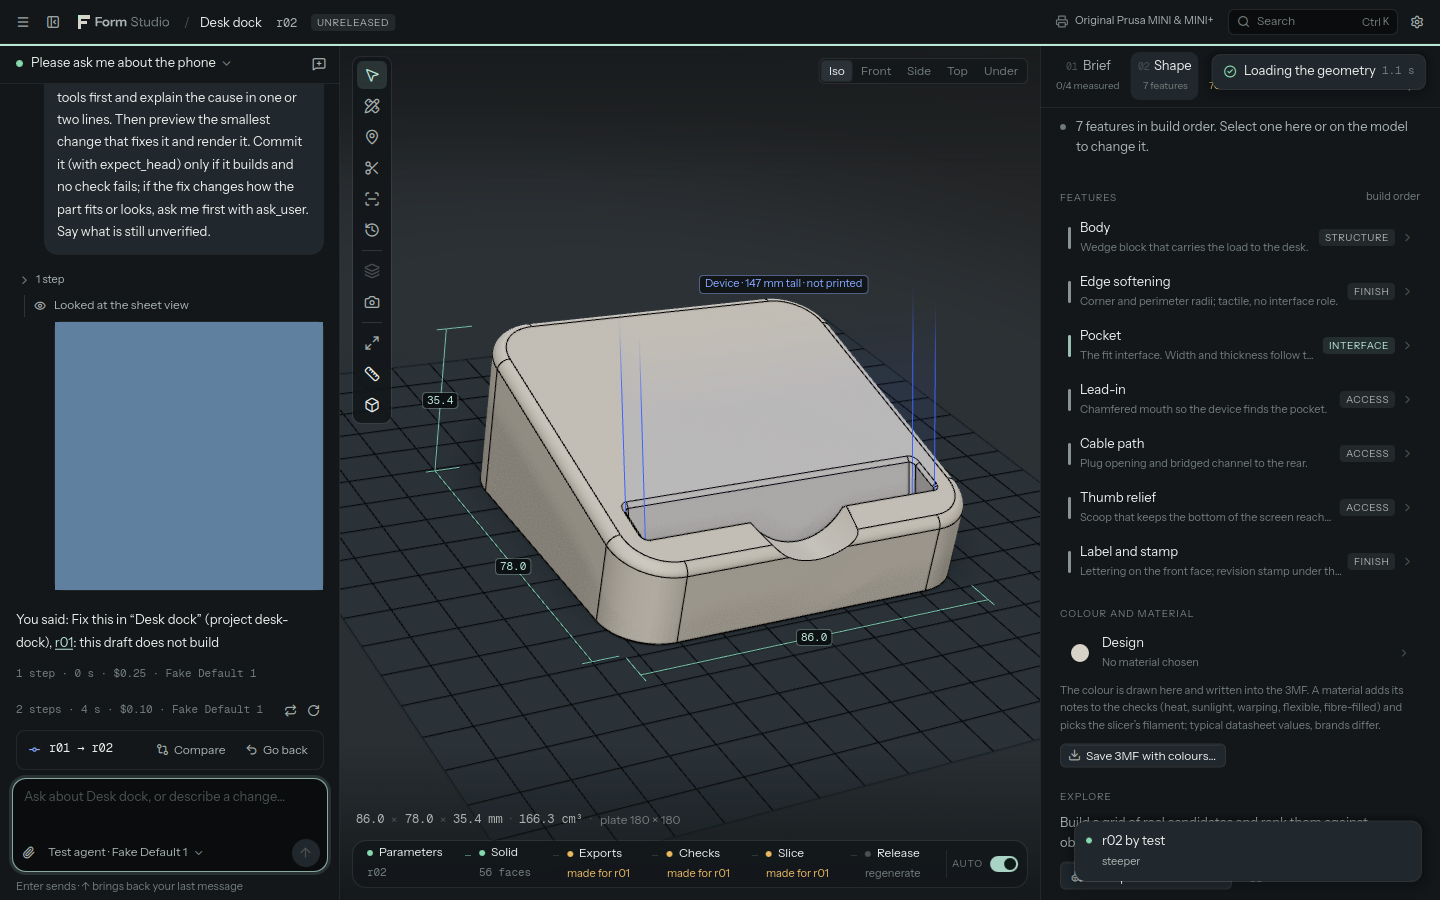 Form Studio / Desk dock r02 UNRELEASED
Original Prusa MINI & MINI+
Search Ctrl K
Please ask me about the phone
tools first and explain the cause in one or
two lines. Then preview the smallest
change that fixes it and render it. Commit
it (with expect_head) only if it builds and
no check fails; if the fix changes how the
part fits or looks, ask me first with ask_user.
Say what is still unverified.
1 step
Looked at the sheet view
You said: Fix this in “Desk dock” (project desk-
dock), r01: this draft does not build
1 step · 0 s · $0.25 · Fake Default 1
2 steps · 4 s · $0.10 · Fake Default 1
r01 → r02 Compare Go back
Ask about Desk dock, or describe a change...
Test agent · Fake Default 1
Enter sends · ↑ brings back your last message
Iso Front Side Top Under
Device · 147 mm tall · not printed
35.4
78.0
86.0
86.0 × 78.0 × 35.4 mm · 166.3 cm³ · plate 180 × 180
Parameters Solid Exports Checks Slice Release
r02 56 faces made for r01 made for r01 made for r01 regenerate
AUTO
01 Brief 02 Shape
0/4 measured 7 features
Loading the geometry 1.1 s
7 features in build order. Select one here or on the model
to change it.
FEATURES build order
Body
Wedge block that carries the load to the desk.
STRUCTURE
Edge softening
Corner and perimeter radii; tactile, no interface role.
FINISH
Pocket
The fit interface. Width and thickness follow t...
INTERFACE
Lead-in
Chamfered mouth so the device finds the pocket.
ACCESS
Cable path
Plug opening and bridged channel to the rear.
ACCESS
Thumb relief
Scoop that keeps the bottom of the screen reach...
ACCESS
Label and stamp
Lettering on the front face; revision stamp under th...
FINISH
COLOUR AND MATERIAL
Design
No material chosen
The colour is drawn here and written into the 3MF. A material adds its
notes to the checks (heat, sunlight, warping, flexible, fibre-filled) and
picks the slicer's filament; typical datasheet values, brands differ.
Save 3MF with colours...
EXPLORE
Build a grid of real candidates and rank them against
r02 by test
steeper